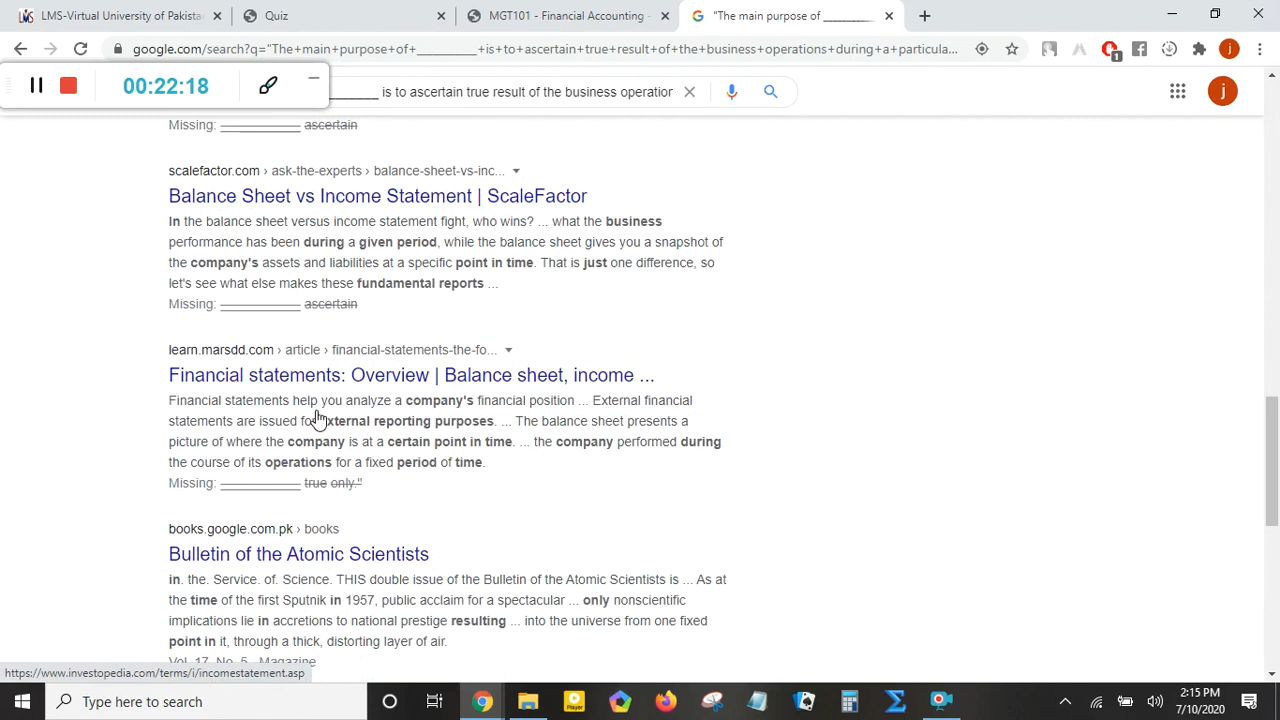 LMS-Virtual University of Pakista
Quiz
MGT101 - Financial Accounting -
"The main purpose of __________
google.com/search?q="The main purpose of ________ is to ascertain true result of the business operations during a particula...
00:22:18
________ is to ascertain true result of the business operation
j
Missing: __________ ascertain
scalefactor.com › ask-the-experts › balance-sheet-vs-inc...
Balance Sheet vs Income Statement | ScaleFactor
In the balance sheet versus income statement fight, who wins? ... what the business
performance has been during a given period, while the balance sheet gives you a snapshot of
the company's assets and liabilities at a specific point in time. That is just one difference, so
let's see what else makes these fundamental reports ...
Missing: __________ ascertain
learn.marsdd.com › article › financial-statements-the-fo...
Financial statements: Overview | Balance sheet, income ...
Financial statements help you analyze a company's financial position ... External financial
statements are issued for external reporting purposes. ... The balance sheet presents a
picture of where the company is at a certain point in time. ... the company performed during
the course of its operations for a fixed period of time.
Missing: __________ true only."
books.google.com.pk › books
Bulletin of the Atomic Scientists
in. the. Service. of. Science. THIS double issue of the Bulletin of the Atomic Scientists is ... As at
the time of the first Sputnik in 1957, public acclaim for a spectacular ... only nonscientific
implications lie in accretions to national prestige resulting ... into the universe from one fixed
point in it, through a thick, distorting layer of air.
Vol. 17, No. 5 - Magazine
https://www.investopedia.com/terms/i/incomestatement.asp
Type here to search
2:15 PM
7/10/2020